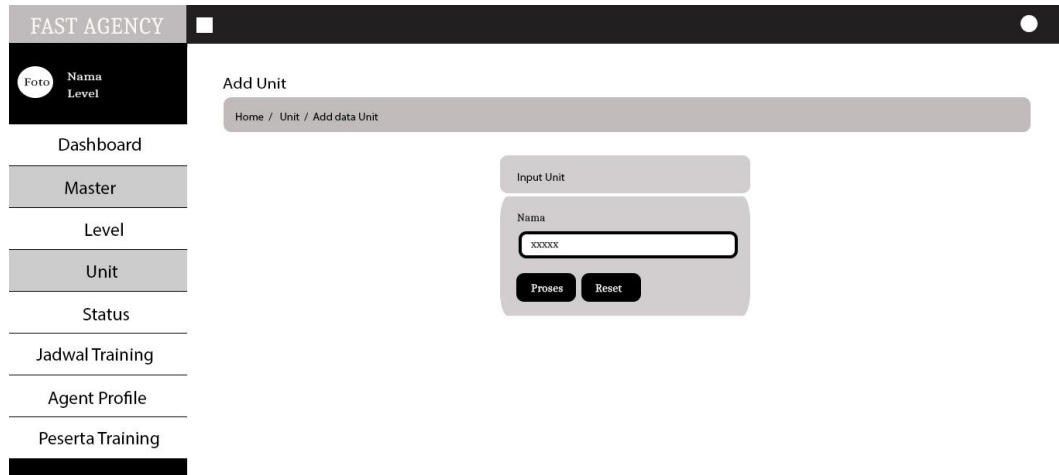 FAST AGENCY
Foto
Nama
Level
Dashboard
Master
Level
Unit
Status
Jadwal Training
Agent Profile
Peserta Training
Add Unit
Home / Unit / Add data Unit
Input Unit
Nama
xxxxx
Proses Reset